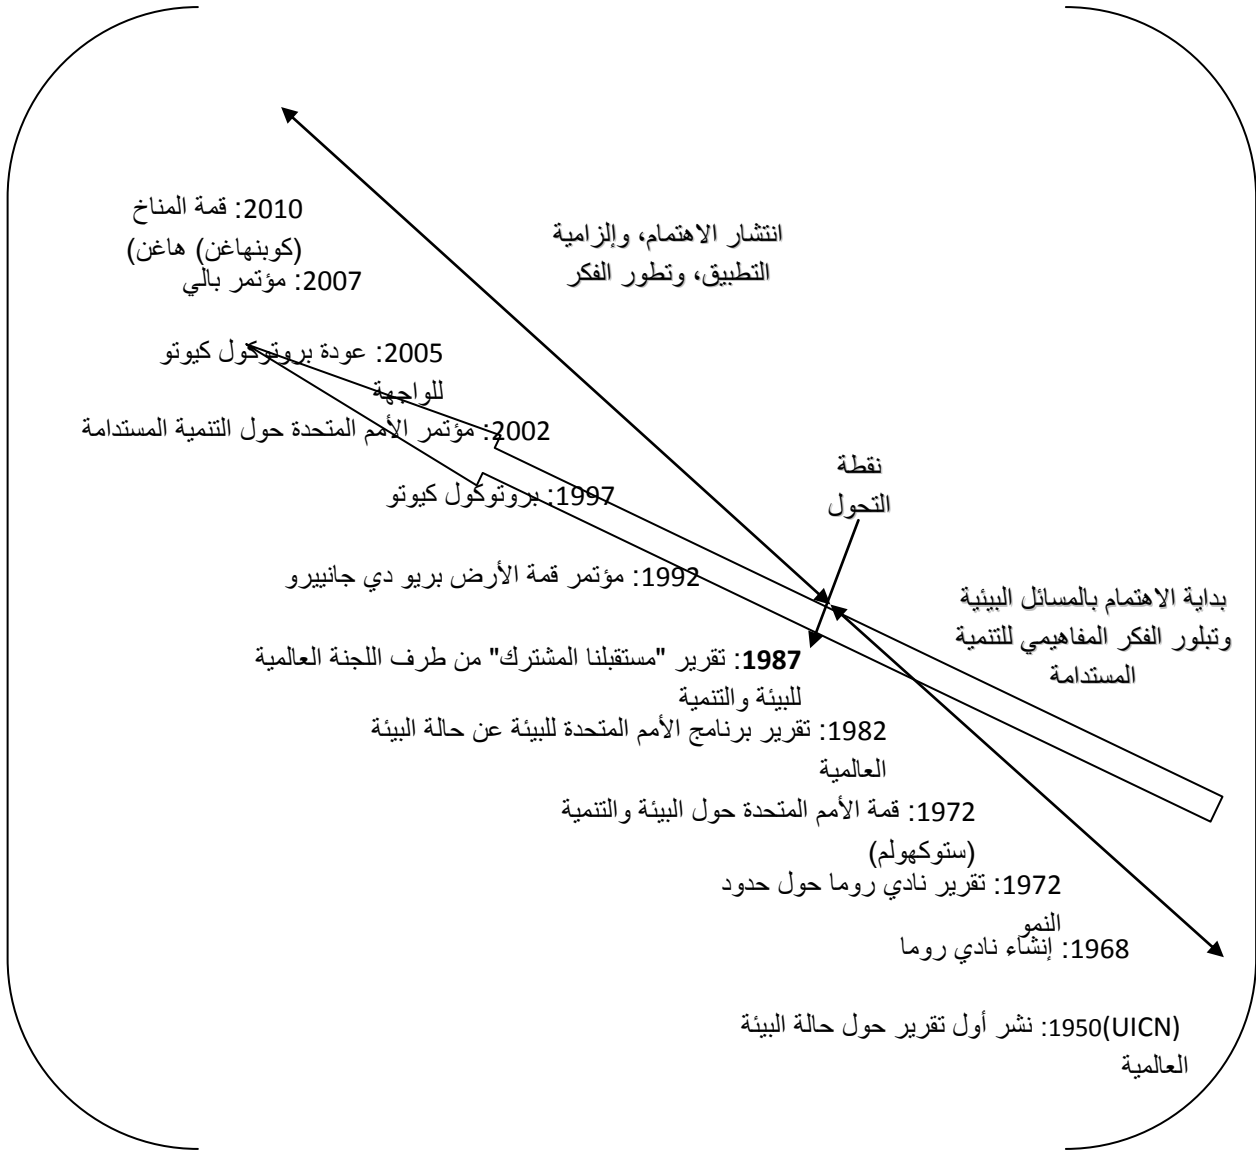 2010: قمة المناخ
(كوبنهاغن) هاغن)
انتشار الاهتمام، وإلزامية
التطبيق، وتطور الفكر
2007: مؤتمر بالي
2005: عودة بروتوكول كيوتو
للواجهة
2002: مؤتمر الأمم المتحدة حول التنمية المستدامة
نقطة
التحول
1997: بروتوكول كيوتو
1992: مؤتمر قمة الأرض بريو دي جانييرو
بداية الاهتمام بالمسائل البيئية
وتبلور الفكر المفاهيمي للتنمية
المستدامة
1987: تقرير "مستقبلنا المشترك" من طرف اللجنة العالمية
للبيئة والتنمية
1982: تقرير برنامج الأمم المتحدة للبيئة عن حالة البيئة
العالمية
1972: قمة الأمم المتحدة حول البيئة والتنمية
(ستوكهولم)
1972: تقرير نادي روما حول حدود
النمو
1968: إنشاء نادي روما
(UICN)1950: نشر أول تقرير حول حالة البيئة
العالمية